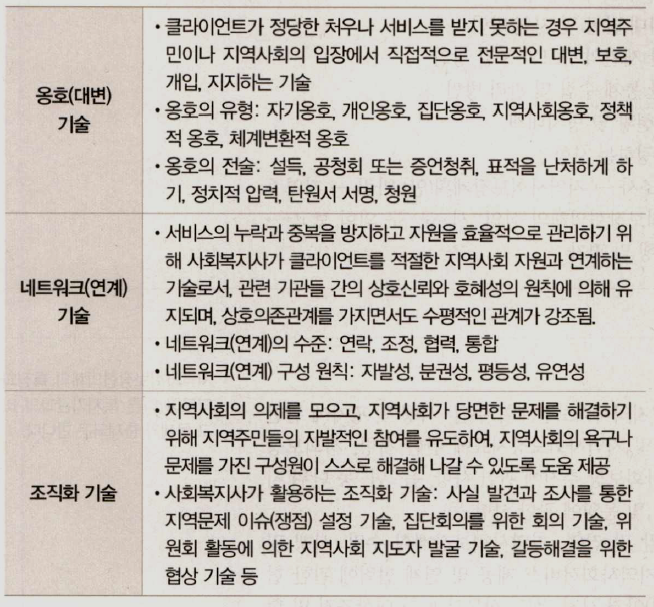 옹호(대변)
기술
• 클라이언트가 정당한 처우나 서비스를 받지 못하는 경우 지역주
민이나 지역사회의 입장에서 직접적으로 전문적인 대변, 보호,
개입, 지지하는 기술
• 옹호의 유형: 자기옹호, 개인옹호, 집단옹호, 지역사회옹호, 정책
적 옹호, 체계변환적 옹호
• 옹호의 전술: 설득, 공청회 또는 증언청취, 표적을 난처하게 하
기, 정치적 압력, 탄원서 서명, 청원
네트워크(연계)
기술
• 서비스의 누락과 중복을 방지하고 자원을 효율적으로 관리하기 위
해 사회복지사가 클라이언트를 적절한 지역사회 자원과 연계하는
기술로서, 관련 기관들 간의 상호신뢰와 호혜성의 원칙에 의해 유
지되며, 상호의존관계를 가지면서도 수평적인 관계가 강조됨.
• 네트워크(연계)의 수준: 연락, 조정, 협력, 통합
• 네트워크(연계) 구성 원칙: 자발성, 분권성, 평등성, 유연성
조직화 기술
• 지역사회의 의제를 모으고, 지역사회가 당면한 문제를 해결하기
위해 지역주민들의 자발적인 참여를 유도하여, 지역사회의 욕구나
문제를 가진 구성원이 스스로 해결해 나갈 수 있도록 도움 제공
• 사회복지사가 활용하는 조직화 기술: 사실 발견과 조사를 통한
지역문제 이슈(쟁점) 설정 기술, 집단회의를 위한 회의 기술, 위
원회 활동에 의한 지역사회 지도자 발굴 기술, 갈등해결을 위한
협상 기술 등